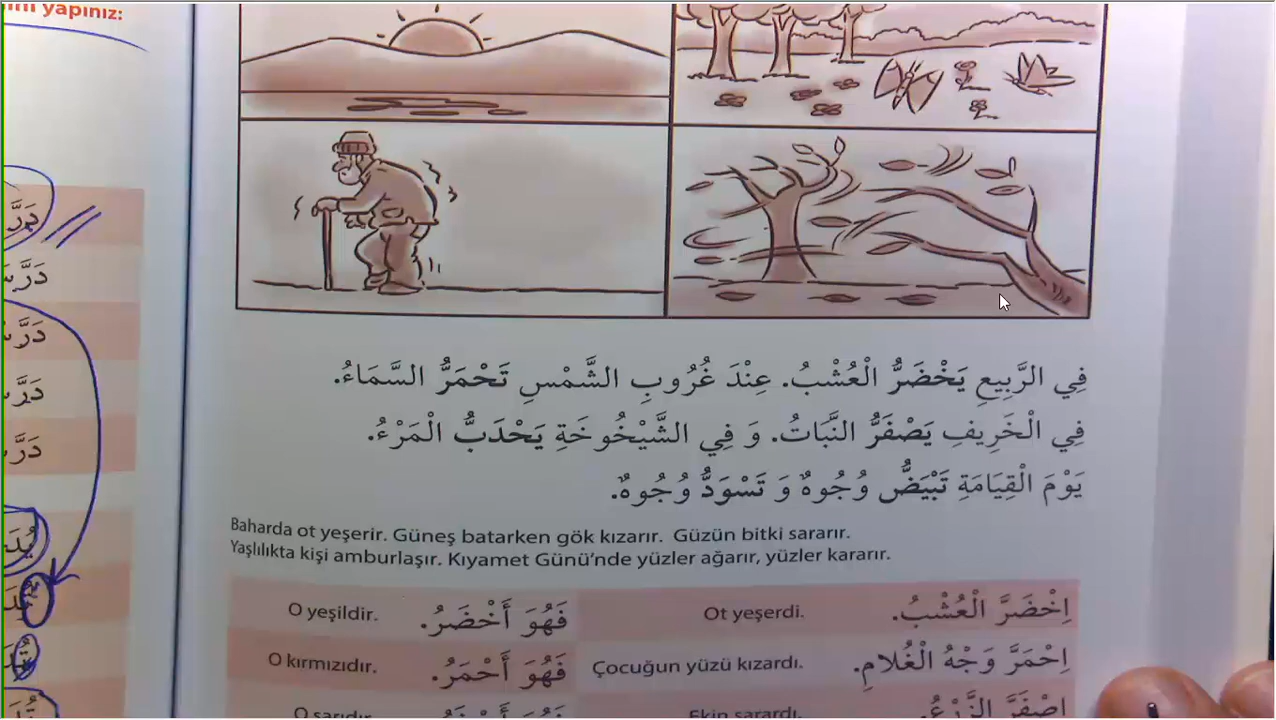 yapınız:
فِي الرَّبِيعِ يَخْضَرُّ الْعُشْبُ. عِنْدَ غُرُوبِ الشَّمْسِ تَحْمَرُّ السَّمَاءُ.
فِي الْخَرِيفِ يَصْفَرُّ النَّبَاتُ. وَ فِي الشَّيْخُوخَةِ يَحْدَبُّ الْمَرْءُ.
يَوْمَ الْقِيَامَةِ تَبْيَضُّ وُجُوهٌ وَ تَسْوَدُّ وُجُوهٌ.
Baharda ot yeşerir. Güneş batarken gök kızarır. Güzün bitki sararır.
Yaşlılıkta kişi amburlaşır. Kıyamet Günü'nde yüzler ağarır, yüzler kararır.
اِخْضَرَّ الْعُشْبُ. Ot yeşerdi. فَهُوَ أَخْضَرُ. O yeşildir.
اِحْمَرَّ وَجْهُ الْغُلَامِ. Çocuğun yüzü kızardı. فَهُوَ أَحْمَرُ. O kırmızıdır.
اِصْفَرَّ الزَّرْعُ. Ekin sarardı. O sarıdır.